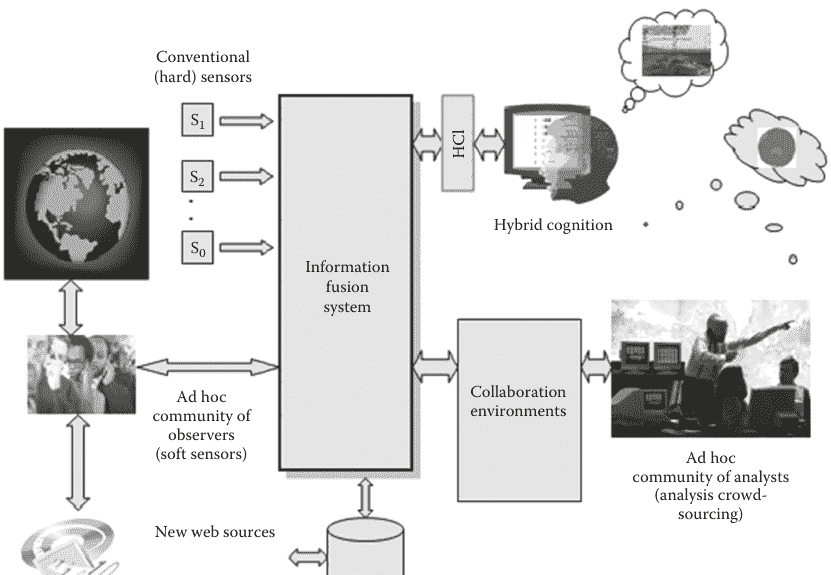 Conventional
(hard) sensors
S1
S2
S0
HCI
Hybrid cognition
Information
fusion
system
Collaboration
environments
Ad hoc
community of
observers
(soft sensors)
Ad hoc
community of analysts
(analysis crowd-
sourcing)
New web sources